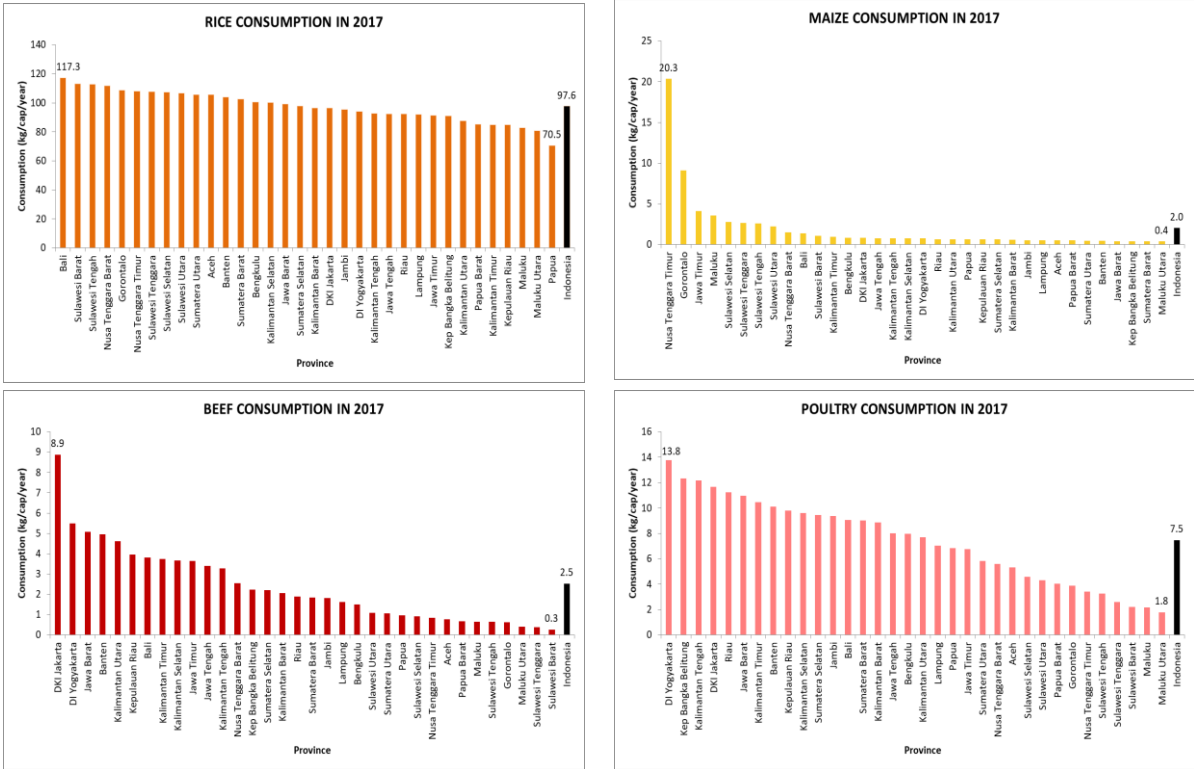 RICE CONSUMPTION IN 2017
Consumption (kg/cap/year)
140
120
100
80
60
40
20
0
117.3
70.5
97.6
Bali
Sulawesi Barat
Sulawesi Tengah
Nusa Tenggara Barat
Gorontalo
Nusa Tenggara Timur
Sulawesi Tenggara
Sulawesi Selatan
Sulawesi Utara
Sumatera Utara
Aceh
Banten
Sumatera Barat
Bengkulu
Kalimantan Selatan
Jawa Barat
Sumatera Selatan
Kalimantan Barat
DKI Jakarta
Jambi
DI Yogyakarta
Kalimantan Tengah
Jawa Tengah
Riau
Lampung
Jawa Timur
Kep Bangka Belitung
Kalimantan Utara
Papua Barat
Kalimantan Timur
Kepulauan Riau
Maluku
Maluku Utara
Papua
Indonesia
Province
MAIZE CONSUMPTION IN 2017
Consumption (kg/cap/year)
25
20
15
10
5
0
20.3
0.4
2.0
Nusa Tenggara Timur
Gorontalo
Jawa Timur
Maluku
Sulawesi Selatan
Sulawesi Tenggara
Sulawesi Tengah
Sulawesi Utara
Nusa Tenggara Barat
Bali
Sulawesi Barat
Kalimantan Timur
Bengkulu
DKI Jakarta
Jawa Tengah
Kalimantan Tengah
Kalimantan Selatan
DI Yogyakarta
Riau
Kalimantan Utara
Papua
Kepulauan Riau
Sumatera Selatan
Kalimantan Barat
Jambi
Lampung
Aceh
Papua Barat
Sumatera Utara
Banten
Jawa Barat
Kep Bangka Belitung
Sumatera Barat
Maluku Utara
Indonesia
Province
BEEF CONSUMPTION IN 2017
Consumption (kg/cap/year)
10
9
8
7
6
5
4
3
2
1
0
8.9
0.3
2.5
DKI Jakarta
DI Yogyakarta
Jawa Barat
Banten
Kalimantan Utara
Kepulauan Riau
Bali
Kalimantan Timur
Kalimantan Selatan
Jawa Timur
Jawa Tengah
Kalimantan Tengah
Nusa Tenggara Barat
Kep Bangka Belitung
Sumatera Selatan
Kalimantan Barat
Riau
Sumatera Barat
Jambi
Lampung
Bengkulu
Sulawesi Utara
Sumatera Utara
Papua
Sulawesi Selatan
Nusa Tenggara Timur
Aceh
Papua Barat
Maluku
Sulawesi Tengah
Gorontalo
Maluku Utara
Sulawesi Tenggara
Sulawesi Barat
Indonesia
Province
POULTRY CONSUMPTION IN 2017
Consumption (kg/cap/year)
16
14
12
10
8
6
4
2
0
13.8
1.8
7.5
DI Yogyakarta
Kep Bangka Belitung
Kalimantan Tengah
DKI Jakarta
Riau
Jawa Barat
Kalimantan Timur
Banten
Kepulauan Riau
Kalimantan Selatan
Sumatera Selatan
Jambi
Bali
Sumatera Barat
Kalimantan Barat
Jawa Tengah
Bengkulu
Kalimantan Utara
Lampung
Papua
Jawa Timur
Sumatera Utara
Nusa Tenggara Barat
Aceh
Sulawesi Selatan
Sulawesi Utara
Papua Barat
Gorontalo
Nusa Tenggara Timur
Sulawesi Tengah
Sulawesi Tenggara
Sulawesi Barat
Maluku
Maluku Utara
Indonesia
Province